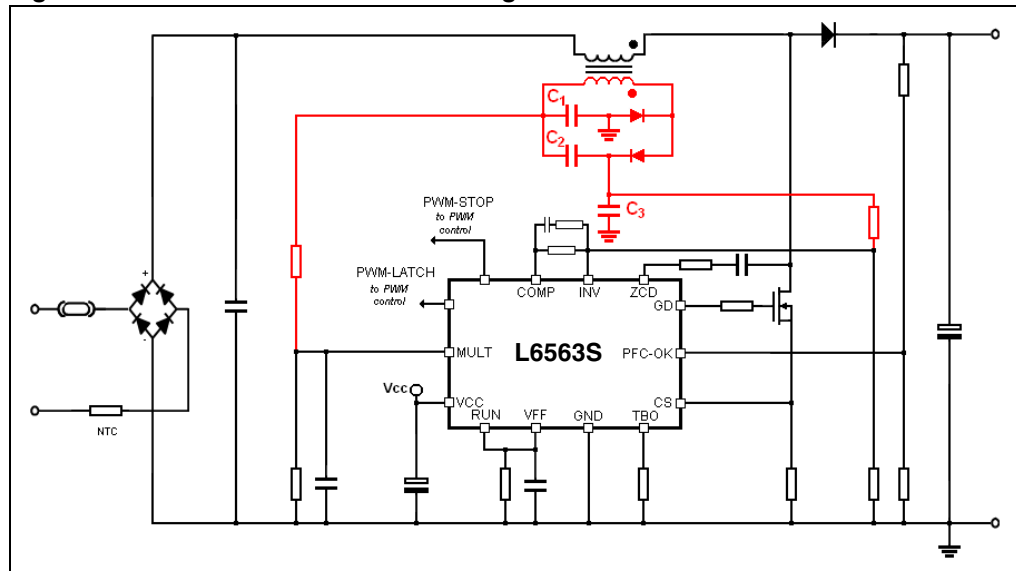 C1
C2
C3
PWM-STOP
to PWM
control
PWM-LATCH
to PWM
control
COMP
INV
ZCD
GD
MULT
L6563S
PFC-OK
Vcc
VCC
CS
RUN
VFF
GND
TBO
+
-
NTC